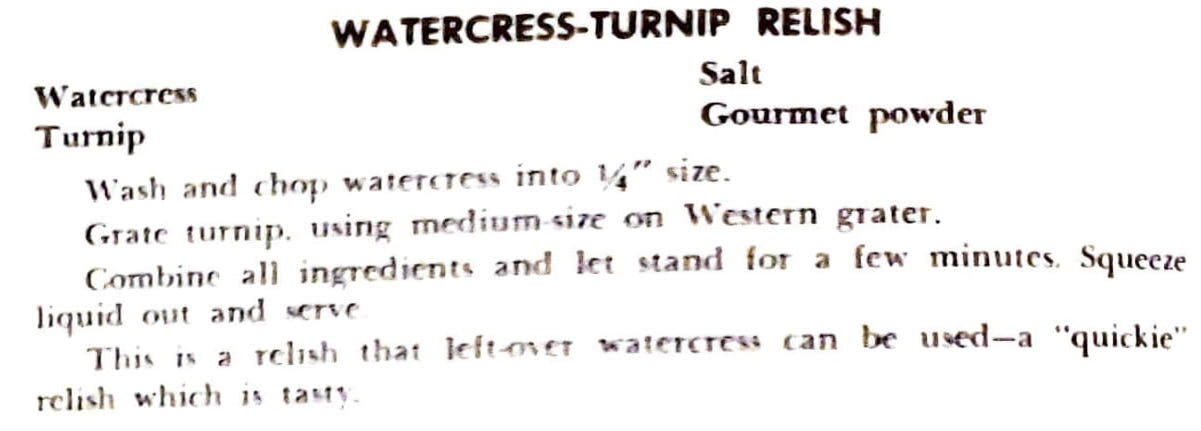 WATERCRESS-TURNIP RELISH
Watercress
Turnip
Salt
Gourmet powder
Wash and chop watercress into ¼" size.
Grate turnip, using medium-size on Western grater.
Combine all ingredients and let stand for a few minutes. Squeeze
liquid out and serve
This is a relish that left-over watercress can be used—a "quickie"
relish which is tasty.